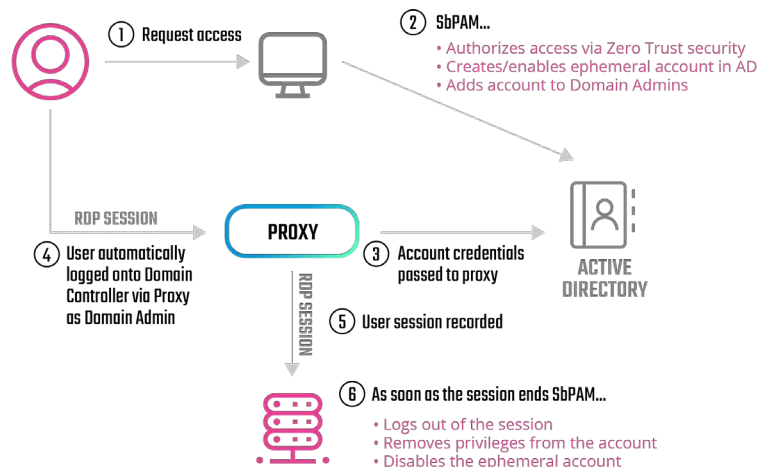 1 Request access
2 SbPAM...
• Authorizes access via Zero Trust security
• Creates/enables ephemeral account in AD
• Adds account to Domain Admins
RDP SESSION
4 User automatically
logged onto Domain
Controller via Proxy
as Domain Admin
PROXY
3 Account credentials
passed to proxy
ACTIVE
DIRECTORY
RDP SESSION
5 User session recorded
6 As soon as the session ends SbPAM...
• Logs out of the session
• Removes privileges from the account
• Disables the ephemeral account